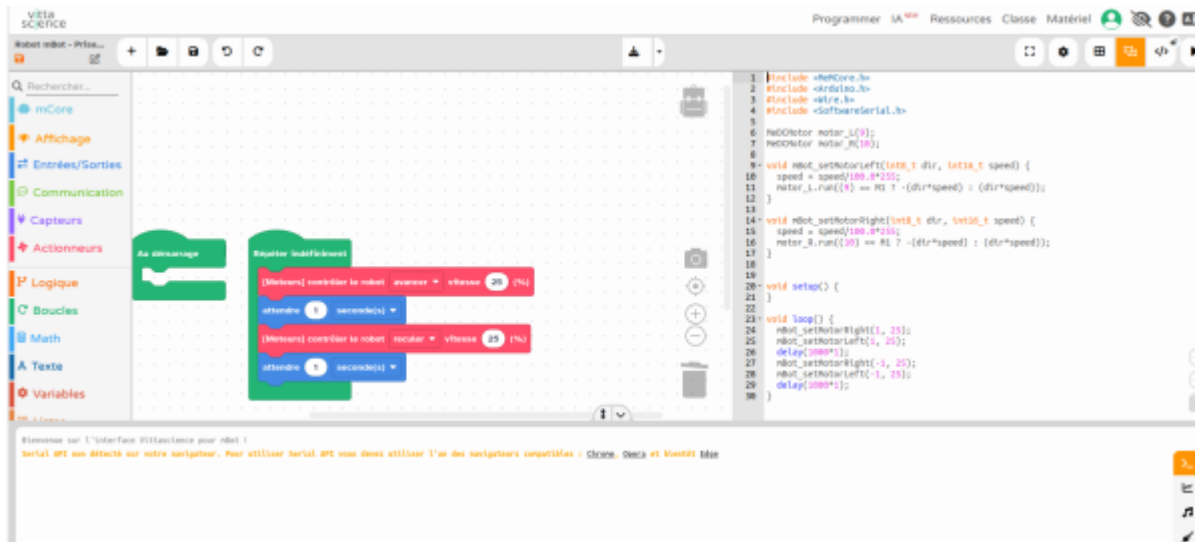 vitta
science
Programmer IA NEW Ressources Classe Matériel
Robot mBot - Prise...
Rechercher...
mCore
Affichage
Entrées/Sorties
Communication
Capteurs
Actionneurs
Logique
Boucles
Math
Texte
Variables
Au démarrage
Répéter indéfiniment
[Moteurs] contrôler le robot avancer vitesse 25 (%)
attendre 1 seconde(s)
[Moteurs] contrôler le robot reculer vitesse 25 (%)
attendre 1 seconde(s)
1 #include <MeMCore.h>
2 #include <Arduino.h>
3 #include <Wire.h>
4 #include <SoftwareSerial.h>
5
6 MeDCMotor motor_L(9);
7 MeDCMotor motor_R(10);
8
9 void mBot_setMotorLeft(int8_t dir, int16_t speed) {
10 speed = speed/100.0*255;
11 motor_L.run((9) == M1 ? -(dir*speed) : (dir*speed));
12 }
13
14 void mBot_setMotorRight(int8_t dir, int16_t speed) {
15 speed = speed/100.0*255;
16 motor_R.run((10) == M1 ? -(dir*speed) : (dir*speed));
17 }
18
19
20 void setup() {
21 }
22
23 void loop() {
24 mBot_setMotorRight(1, 25);
25 mBot_setMotorLeft(1, 25);
26 delay(1000*1);
27 mBot_setMotorRight(-1, 25);
28 mBot_setMotorLeft(-1, 25);
29 delay(1000*1);
30 }
Bienvenue sur l'interface Vittascience pour mBot !
Serial API non détecté sur votre navigateur. Pour utiliser Serial API vous devez utiliser l'un des navigateurs compatibles : Chrome, Opera et bientôt Edge